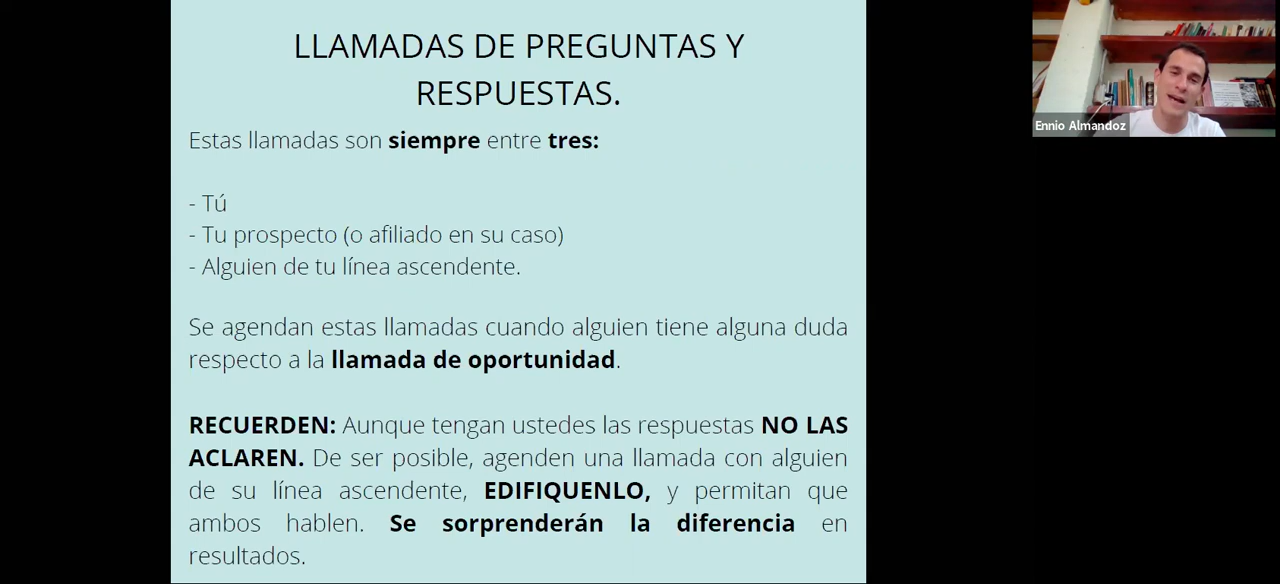 LLAMADAS DE PREGUNTAS Y
RESPUESTAS.
Estas llamadas son siempre entre tres:
- Tú
- Tu prospecto (o afiliado en su caso)
- Alguien de tu línea ascendente.
Se agendan estas llamadas cuando alguien tiene alguna duda
respecto a la llamada de oportunidad.
RECUERDEN: Aunque tengan ustedes las respuestas NO LAS
ACLAREN. De ser posible, agenden una llamada con alguien
de su línea ascendente, EDIFIQUENLO, y permitan que
ambos hablen. Se sorprenderán la diferencia en
resultados.
Ennio Almandoz